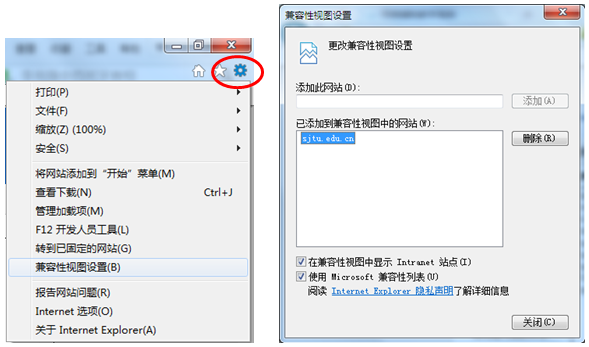 打印(P)
文件(F)
缩放(Z) (100%)
安全(S)
将网站添加到“开始”菜单(M)
查看下载(N) Ctrl+J
管理加载项(M)
F12 开发人员工具(L)
转到已固定的网站(G)
兼容性视图设置(B)
报告网站问题(R)
Internet 选项(O)
关于 Internet Explorer(A)
兼容性视图设置
更改兼容性视图设置
添加此网站(D):
添加(A)
已添加到兼容性视图中的网站(W):
sjtu.edu.cn
删除(R)
在兼容性视图中显示 Intranet 站点(I)
使用 Microsoft 兼容性列表(U)
阅读 Internet Explorer 隐私声明了解详细信息
关闭(C)